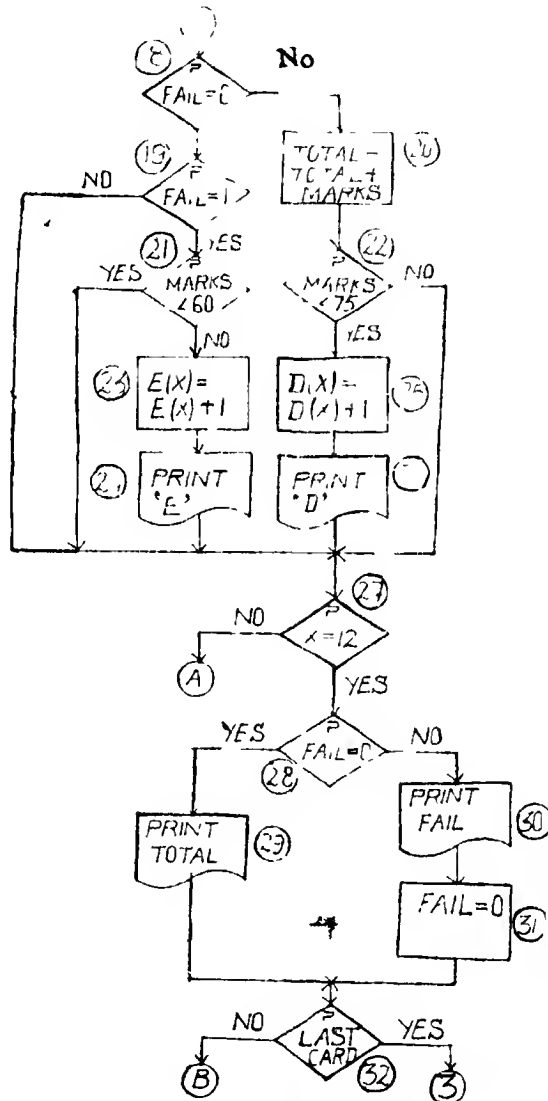 No
FAIL=0
19
FAIL=1
NO
YES
TOTAL =
TOTAL +
MARKS
21
YES
MARKS
<60
NO
22
MARKS
<75
NO
YES
E(X)=
E(X)+1
D(X)=
D(X)+1
PRINT
'E'
PRINT
'D'
27
NO
X=12
A
YES
YES
FAIL=0
NO
28
PRINT
TOTAL
29
PRINT
FAIL
30
FAIL=0
31
NO
LAST
CARD
YES
32
B
3